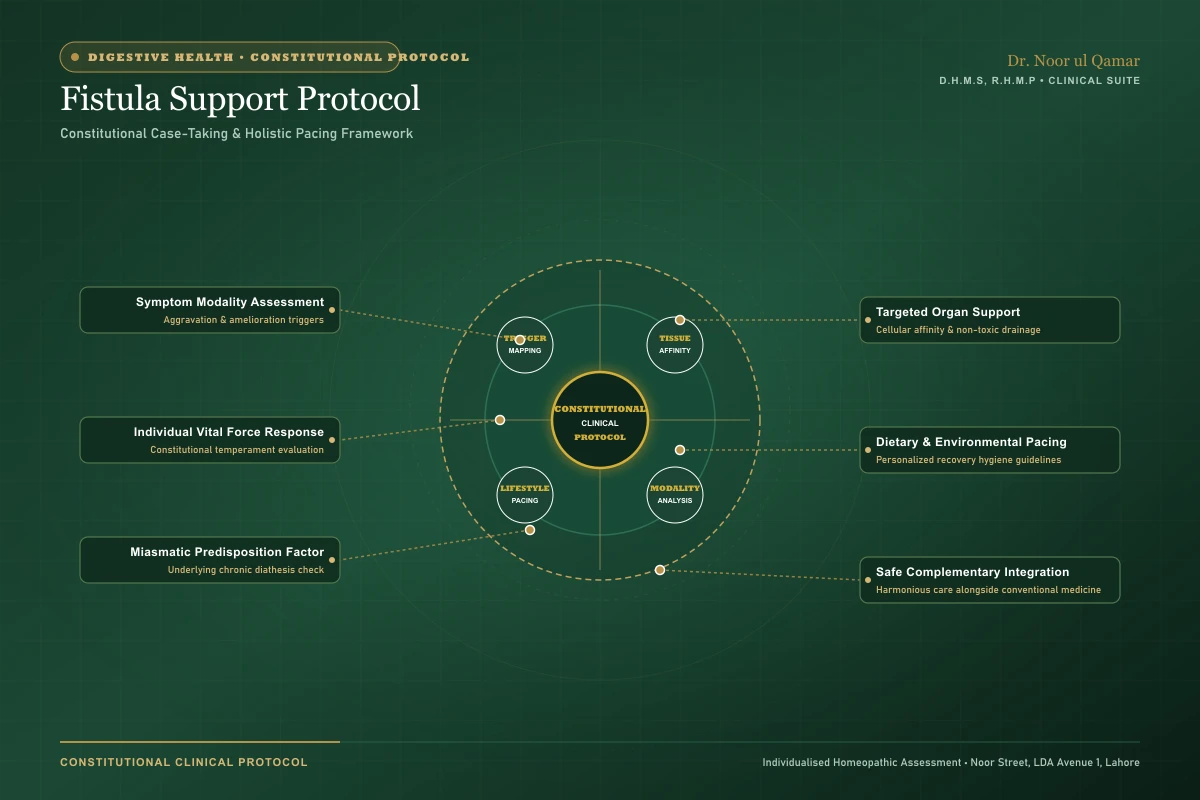 DIGESTIVE HEALTH • CONSTITUTIONAL PROTOCOL
Fistula Support Protocol
Constitutional Case-Taking & Holistic Pacing Framework
Dr. Noor ul Qamar
D.H.M.S, R.H.M.P • CLINICAL SUITE
Symptom Modality Assessment
Aggravation & amelioration triggers
Individual Vital Force Response
Constitutional temperament evaluation
Miasmatic Predisposition Factor
Underlying chronic diathesis check
MAPPING
TISSUE
AFFINITY
CONSTITUTIONAL
CLINICAL
PROTOCOL
LIFESTYLE
PACING
MODALITY
ANALYSIS
Targeted Organ Support
Cellular affinity & non-toxic drainage
Dietary & Environmental Pacing
Personalized recovery hygiene guidelines
Safe Complementary Integration
Harmonious care alongside conventional medicine
CONSTITUTIONAL CLINICAL PROTOCOL
Individualised Homeopathic Assessment • Noor Street, LDA Avenue 1, Lahore